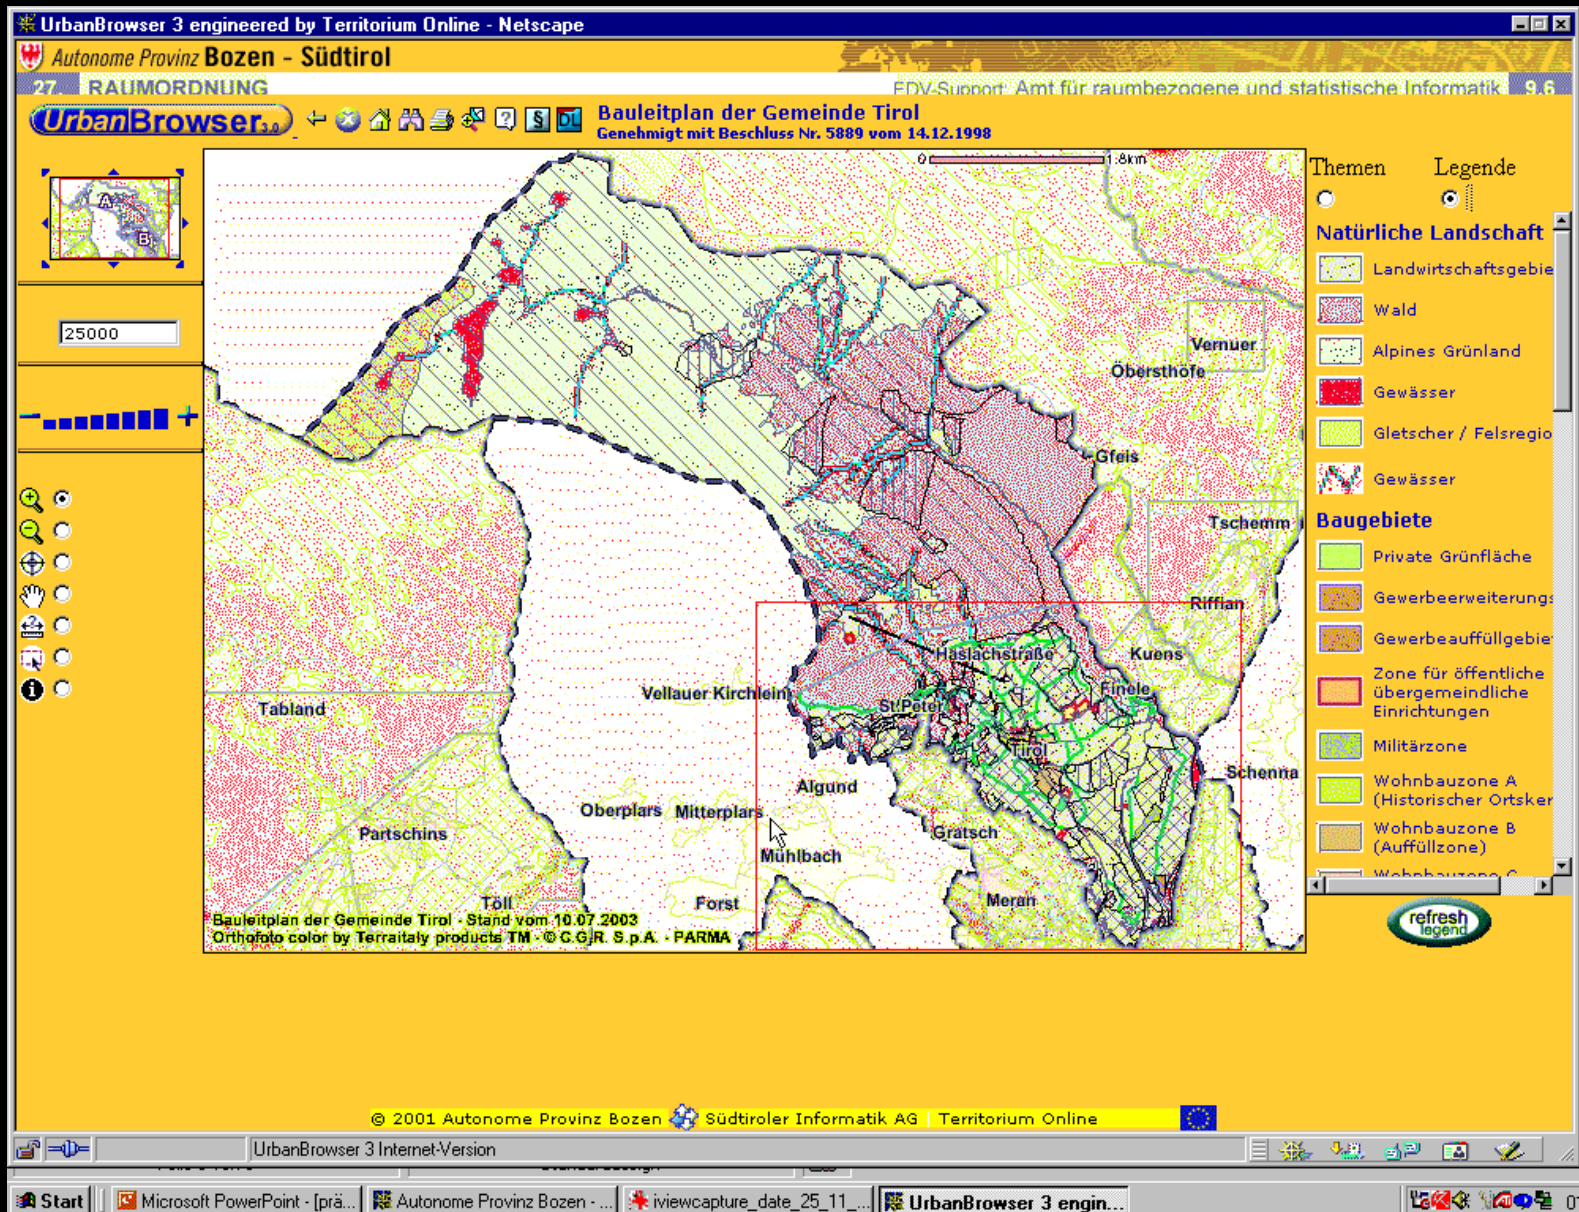 UrbanBrowser 3 engineered by Territorium Online - Netscape
Autonome Provinz Bozen - Südtirol
27. RAUMORDNUNG
EDV-Support: Amt für raumbezogene und statistische Informatik 9.6
UrbanBrowser 3.0
§ DL
Bauleitplan der Gemeinde Tirol
Genehmigt mit Beschluss Nr. 5889 vom 14.12.1998
A
B
25000
0 1.8km
Vernuer
Obersthöfe
Gfeis
Tschemm
Riffian
Haslachstraße
Kuens
Vellauer Kirchlein
Finele
Tabland
St.Peter
Tirol
Schenna
Algund
Oberplars Mitterplars
Partschins
Gratsch
Mühlbach
Töll
Forst
Meran
Bauleitplan der Gemeinde Tirol - Stand vom 10.07.2003
Orthofoto color by Terraitaly products TM - © C.G.R. S.p.A. - PARMA
Themen Legende
Natürliche Landschaft
Landwirtschaftsgebie
Wald
Alpines Grünland
Gewässer
Gletscher / Felsregio
Gewässer
Baugebiete
Private Grünfläche
Gewerbeerweiterungs
Gewerbeauffüllgebie
Zone für öffentliche
übergemeindliche
Einrichtungen
Militärzone
Wohnbauzone A
(Historischer Ortsker
Wohnbauzone B
(Auffüllzone)
refresh
legend
© 2001 Autonome Provinz Bozen Südtiroler Informatik AG | Territorium Online
UrbanBrowser 3 Internet-Version
Start
Microsoft PowerPoint - [prä...
Autonome Provinz Bozen - ...
iviewcapture_date_25_11_...
UrbanBrowser 3 engin...